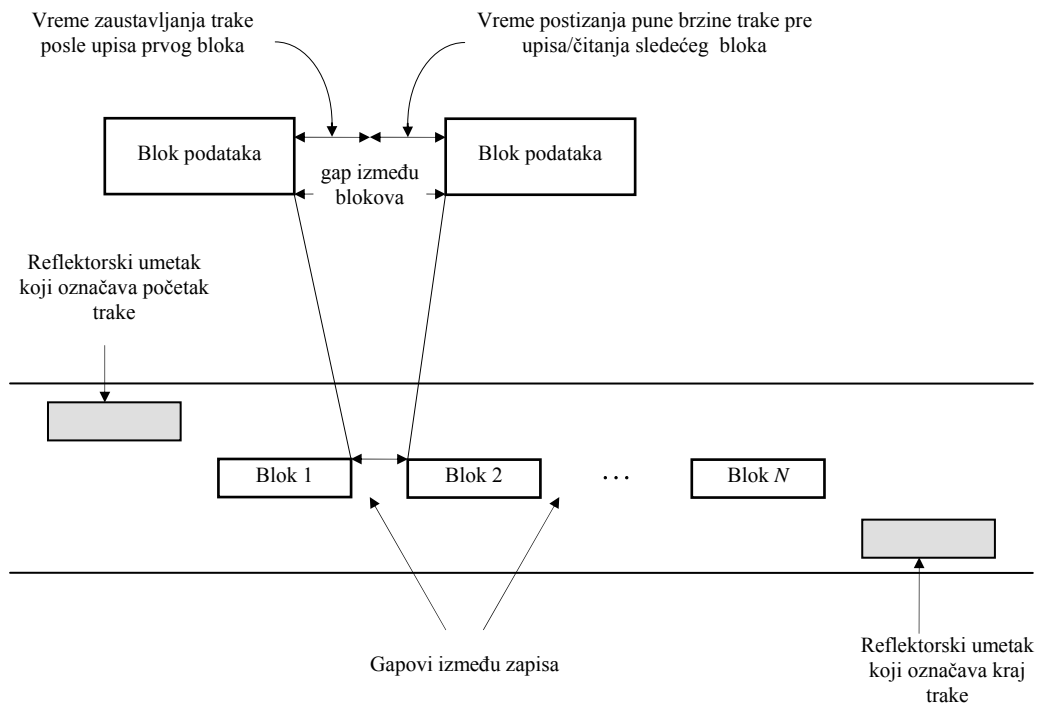 Vreme zaustavljanja trake
posle upisa prvog bloka
Vreme postizanja pune brzine trake pre
upisa/čitanja sledećeg bloka
Blok podataka
Blok podataka
gap između
blokova
Reflektorski umetak
koji označava početak
trake
Blok 1
Blok 2
...
Blok N
Gapovi između zapisa
Reflektorski umetak
koji označava kraj
trake